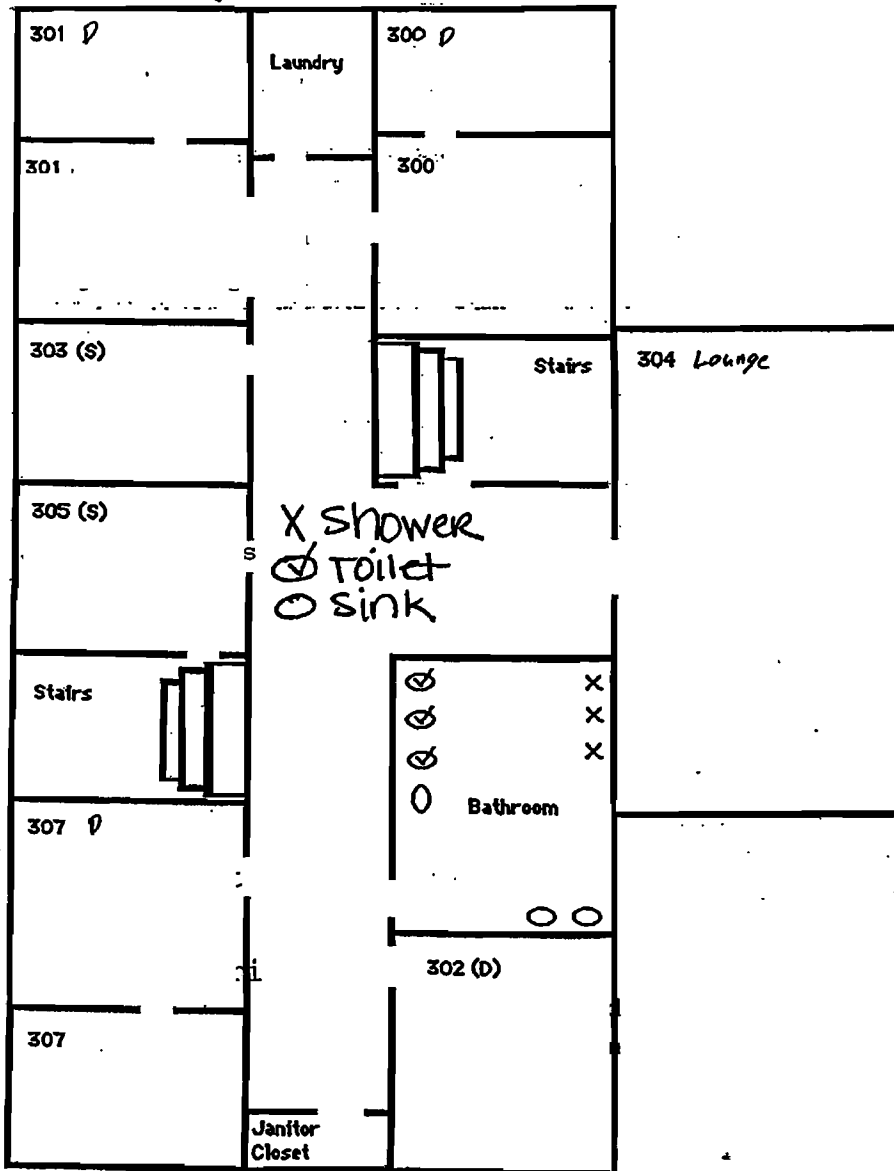 301 D
Laundry
300 D
301
300
303 (S)
Stairs
304 Lounge
305 (S)
S
X Shower
Toilet
Sink
Stairs
X
X
X
Bathroom
307 D
302 (D)
307
Janitor
Closet